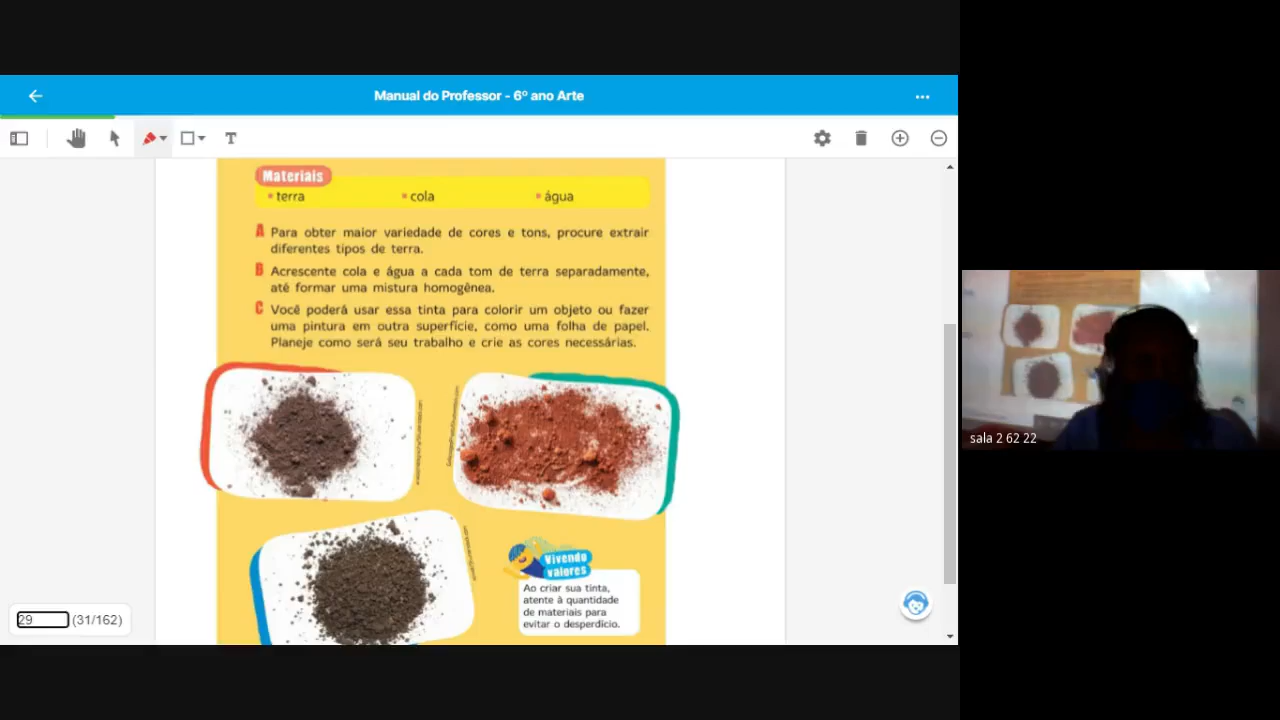 Manual do Professor - 6º ano Arte
T
Materiais
terra
cola
água
A Para obter maior variedade de cores e tons, procure extrair
diferentes tipos de terra.
B Acrescente cola e água a cada tom de terra separadamente,
até formar uma mistura homogênea.
C Você poderá usar essa tinta para colorir um objeto ou fazer
uma pintura em outra superfície, como uma folha de papel.
Planeje como será seu trabalho e crie as cores necessárias.
Vivendo
valores
Ao criar sua tinta,
atente à quantidade
de materiais para
evitar o desperdício.
29 (31/162)
sala 2 62 22